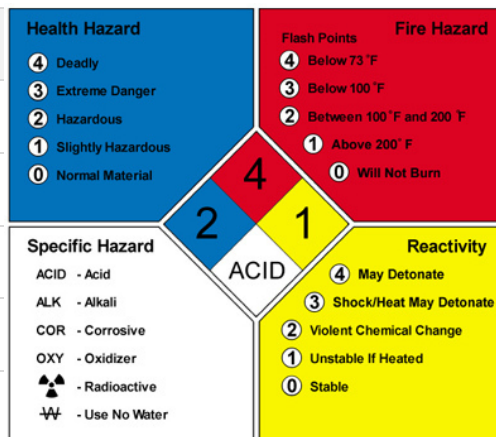 Health Hazard
4 Deadly
3 Extreme Danger
2 Hazardous
1 Slightly Hazardous
0 Normal Material
Fire Hazard
Flash Points
4 Below 73 °F
3 Below 100 °F
2 Between 100 °F and 200 °F
1 Above 200° F
0 Will Not Burn
4
2
1
ACID
Specific Hazard
ACID - Acid
ALK - Alkali
COR - Corrosive
OXY - Oxidizer
- Radioactive
W - Use No Water
Reactivity
4 May Detonate
3 Shock/Heat May Detonate
2 Violent Chemical Change
1 Unstable If Heated
0 Stable